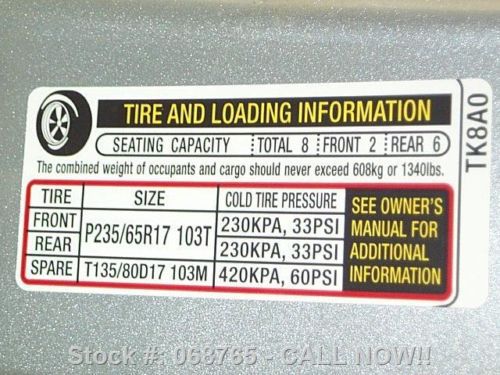 TIRE AND LOADING INFORMATION
SEATING CAPACITY TOTAL 8 FRONT 2 REAR 6
The combined weight of occupants and cargo should never exceed 608kg or 1340lbs.
TIRE SIZE COLD TIRE PRESSURE
FRONT P235/65R17 103T 230KPA, 33PSI
REAR 230KPA, 33PSI
SPARE T135/80D17 103M 420KPA, 60PSI
SEE OWNER'S
MANUAL FOR
ADDITIONAL
INFORMATION
TK8A0
Stock #: 068765 - CALL NOW!!